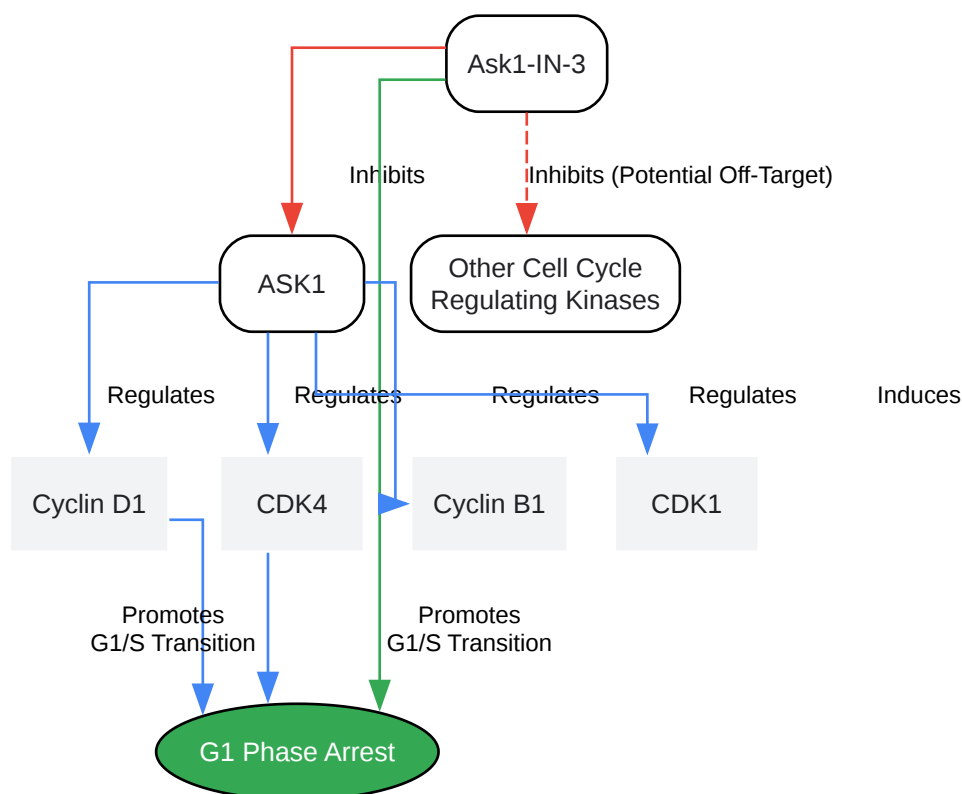 Ask1-IN-3
Inhibits
Inhibits (Potential Off-Target)
ASK1
Other Cell Cycle
Regulating Kinases
Regulates
Regulates
Regulates
Regulates
Induces
Cyclin D1
CDK4
Cyclin B1
CDK1
Promotes
G1/S Transition
Promotes
G1/S Transition
G1 Phase Arrest